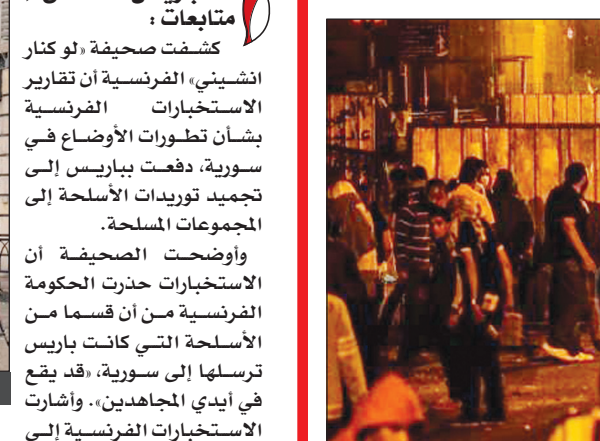 متابعات :
كشفت صحيفة «لو كنار
انشيني» الفرنسية أن تقارير
الاستخبارات الفرنسية
بشأن تطورات الأوضاع في
سورية، دفعت بباريس إلى
تجميد توريدات الأسلحة إلى
المجموعات المسلحة.
وأوضحت الصحيفة أن
الاستخبارات حذرت الحكومة
الفرنسية من أن قسما من
الأسلحة التي كانت باريس
ترسلها إلى سورية، «قد يقع
في أيدي المجاهدين». وأشارت
الاستخبارات الفرنسية إلى